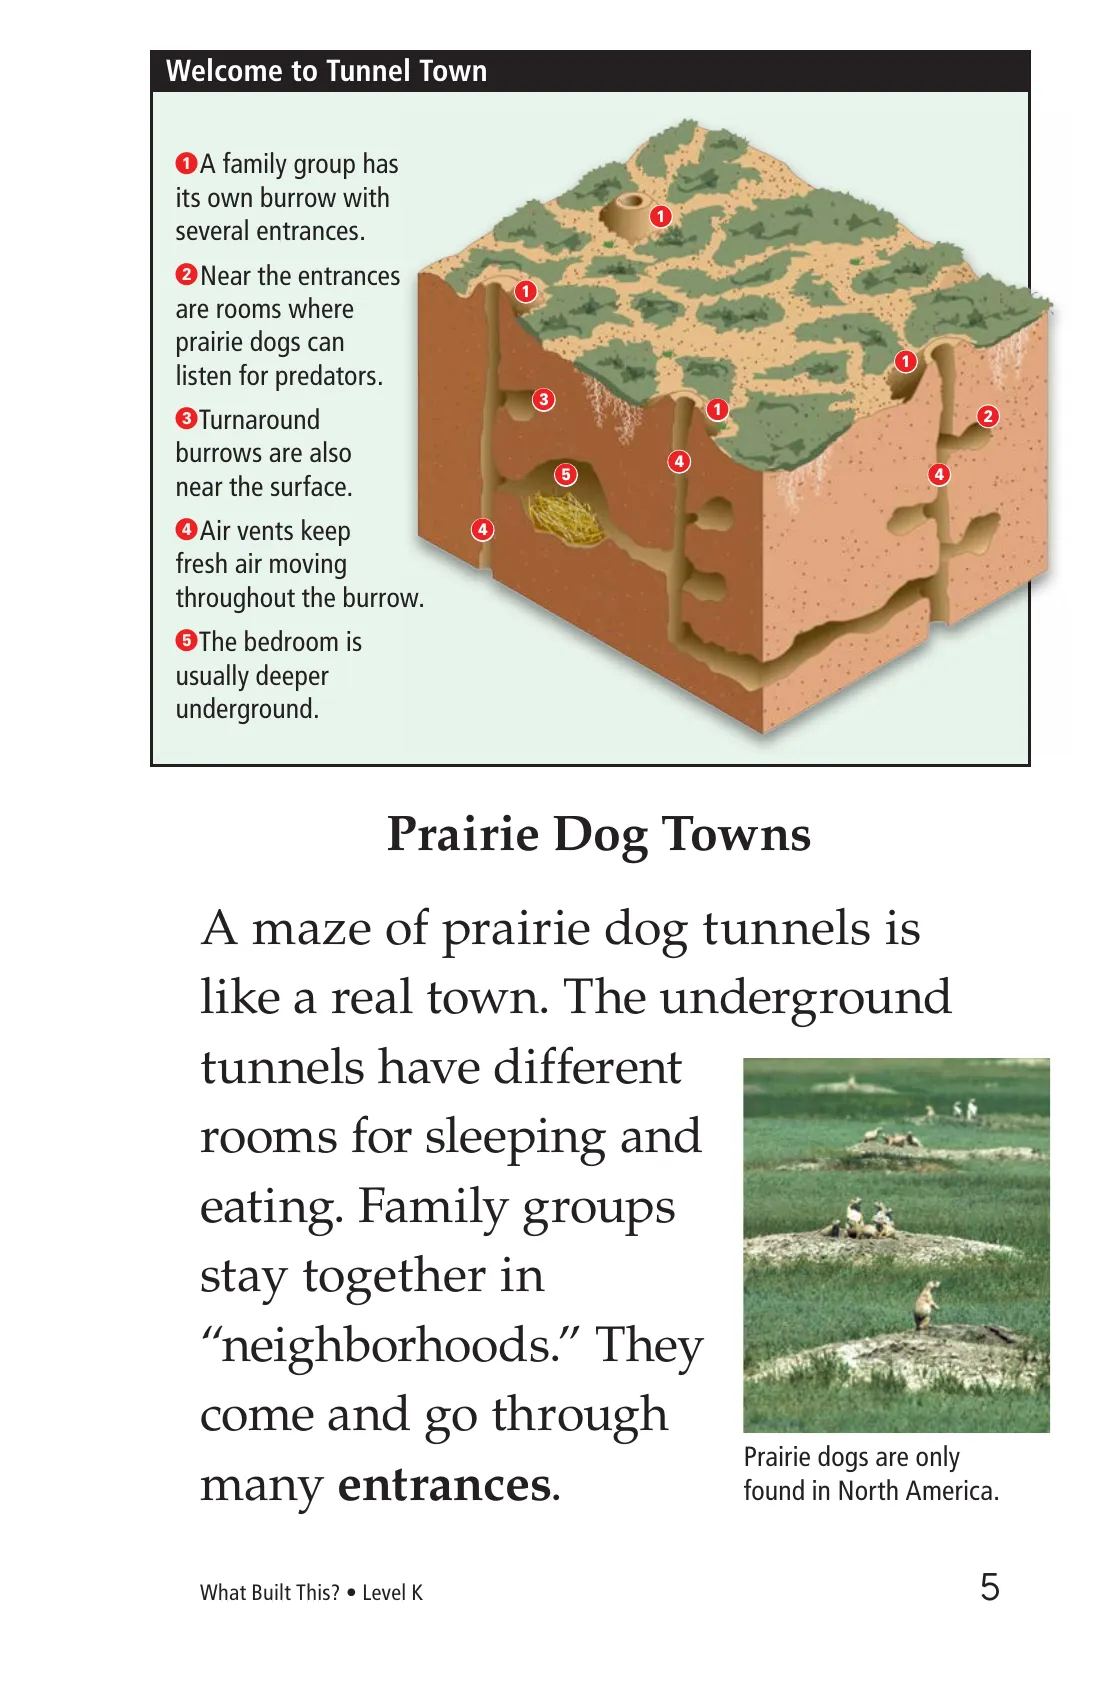 Welcome to Tunnel Town
1 A family group has
its own burrow with
several entrances.
2 Near the entrances
are rooms where
prairie dogs can
listen for predators.
3 Turnaround
burrows are also
near the surface.
4 Air vents keep
fresh air moving
throughout the burrow.
5 The bedroom is
usually deeper
underground.
1
1
1
3
1
2
4
5
4
4
Prairie Dog Towns
A maze of prairie dog tunnels is
like a real town. The underground
tunnels have different
rooms for sleeping and
eating. Family groups
stay together in
“neighborhoods.” They
come and go through
many entrances.
Prairie dogs are only
found in North America.
What Built This? • Level K
5